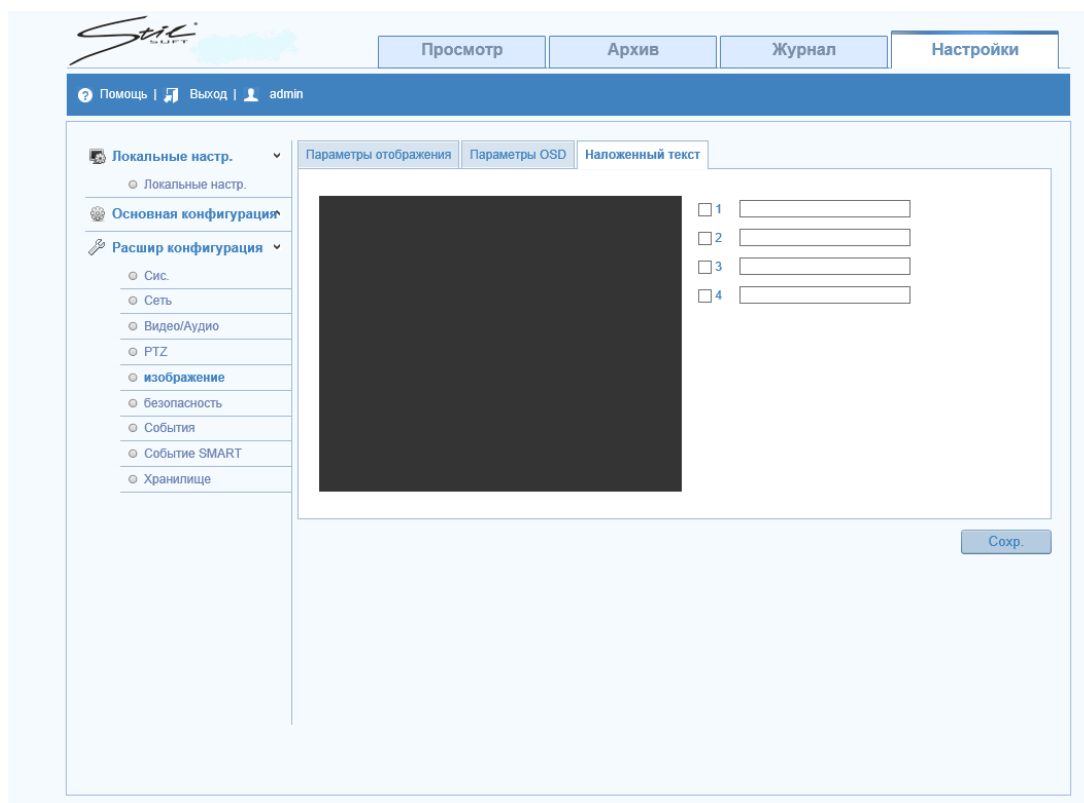 Stil SOFT
Просмотр Архив Журнал Настройки
Помощь | Выход | admin
Локальные настр.
Локальные настр.
Основная конфигурация
Расшир конфигурация
Сис.
Сеть
Видео/Аудио
PTZ
изображение
безопасность
События
Событие SMART
Хранилище
Параметры отображения Параметры OSD Наложенный текст
1
2
3
4
Сохр.